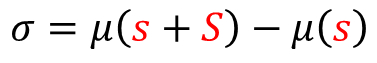 σ = μ(s + S) − μ(s)